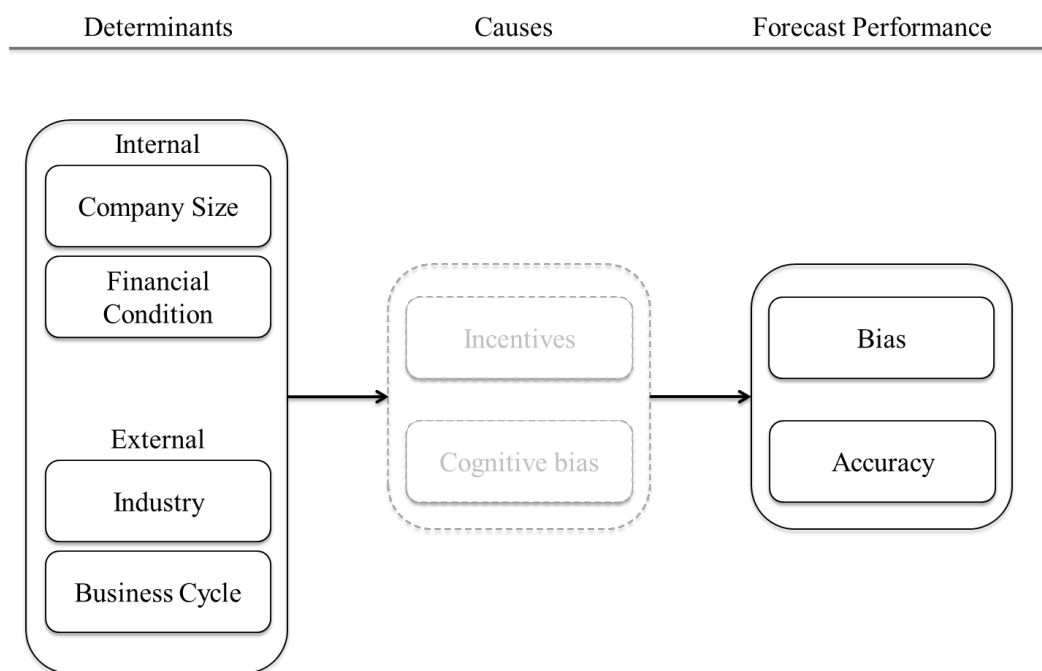 Determinants
Causes
Forecast Performance
Internal
Company Size
Financial
Condition
External
Industry
Business Cycle
Incentives
Cognitive bias
Bias
Accuracy